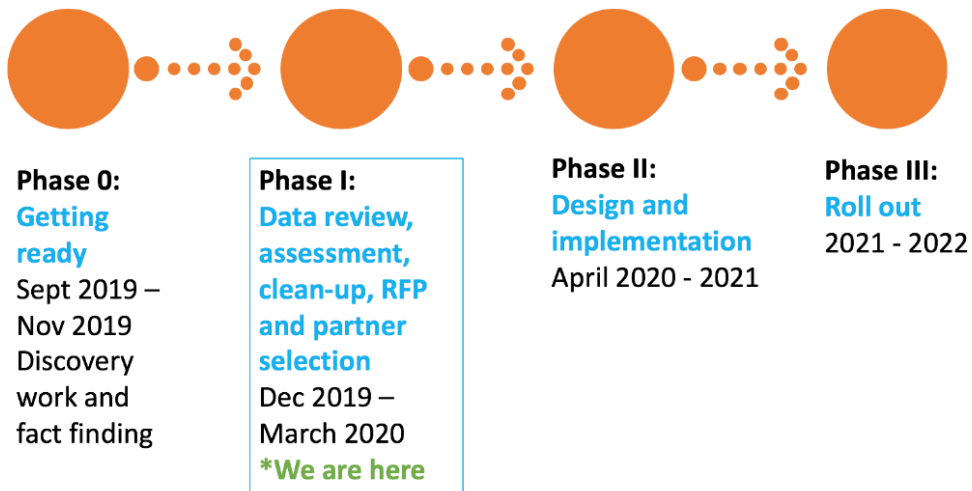 Phase 0:
Getting
ready
Sept 2019 –
Nov 2019
Discovery
work and
fact finding
Phase I:
Data review,
assessment,
clean-up, RFP
and partner
selection
Dec 2019 –
March 2020
*We are here
Phase II:
Design and
implementation
April 2020 - 2021
Phase III:
Roll out
2021 - 2022